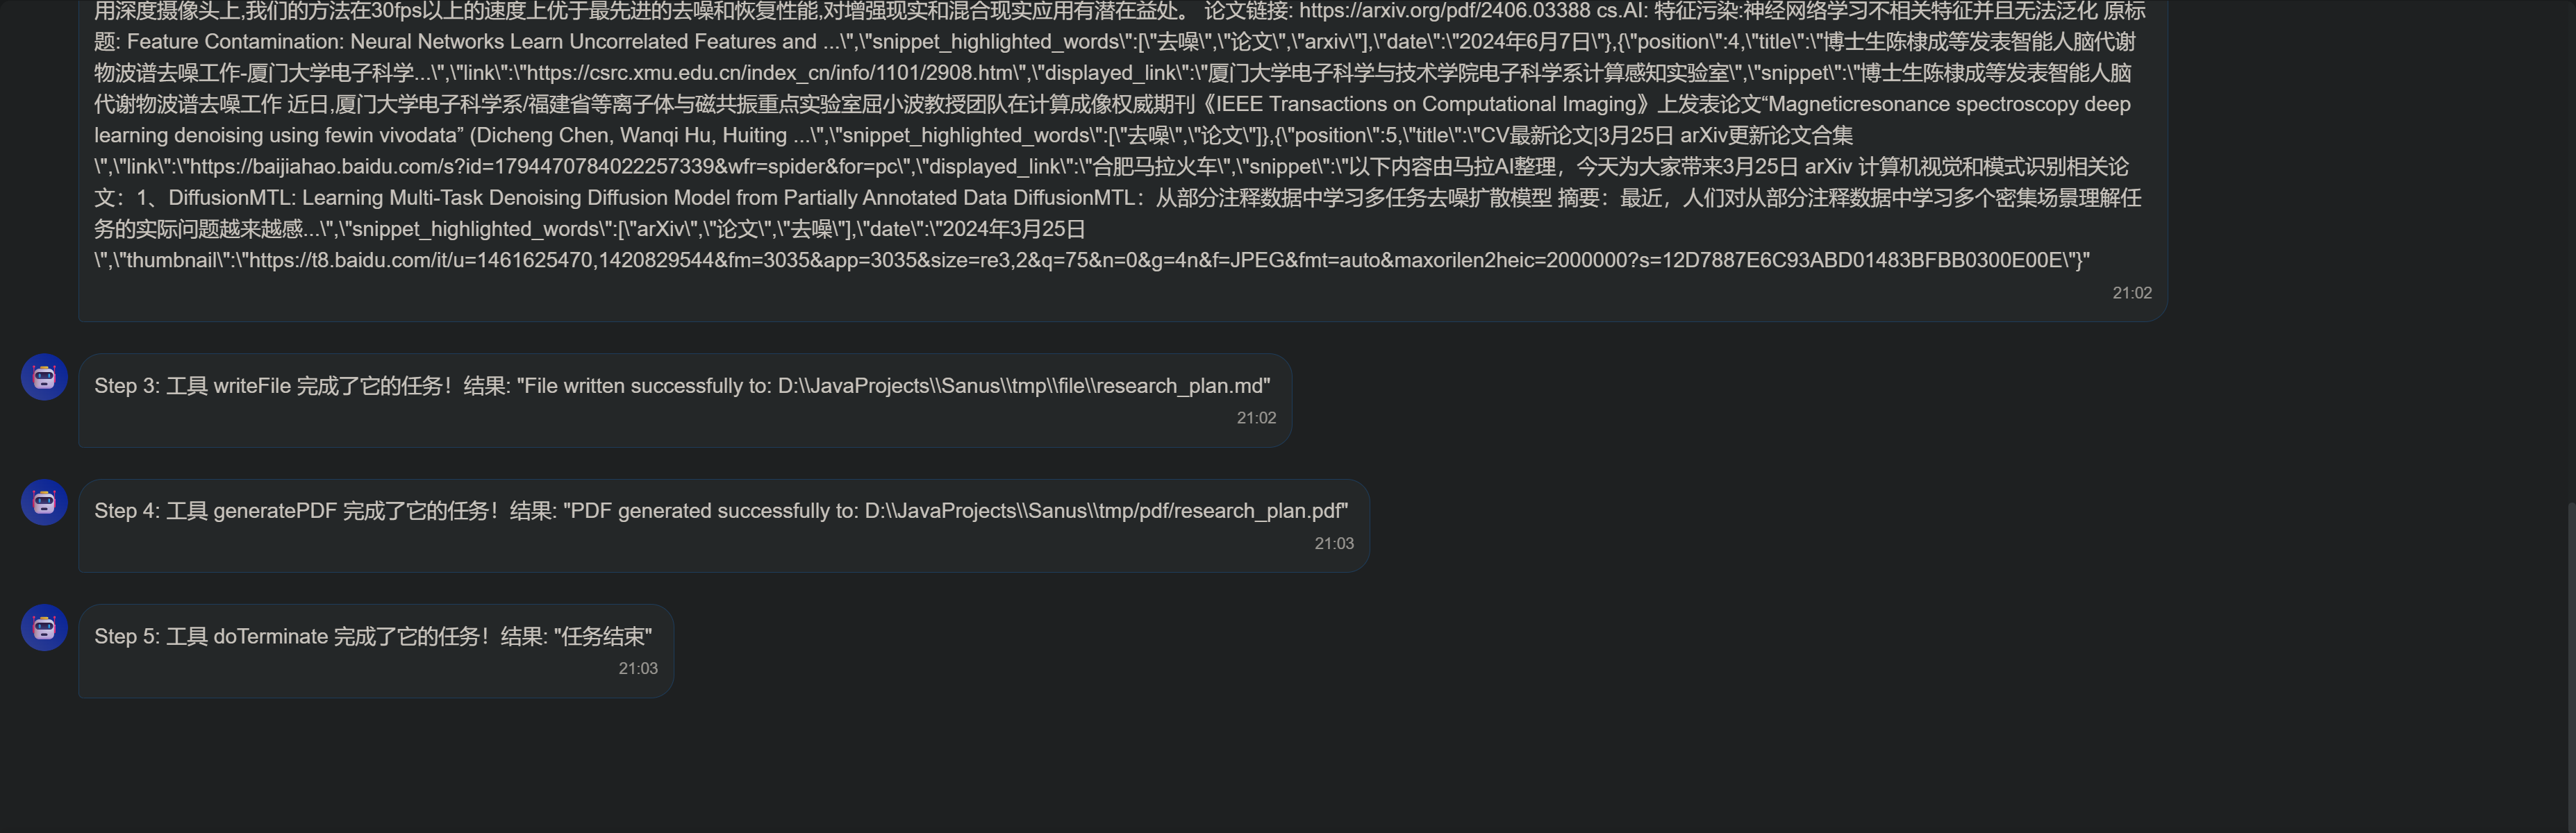 用深度摄像头上,我们的方法在30fps以上的速度上优于最先进的去噪和恢复性能,对增强现实和混合现实应用有潜在益处。 论文链接: https://arxiv.org/pdf/2406.03388 cs.AI: 特征污染:神经网络学习不相关特征并且无法泛化 原标
题: Feature Contamination: Neural Networks Learn Uncorrelated Features and ...\",\"snippet_highlighted_words\":[\"去噪\",\"论文\",\"arxiv\"],\"date\":\"2024年6月7日\"},{\"position\":4,\"title\":\"博士生陈棣成等发表智能人脑代谢
物波谱去噪工作-厦门大学电子科学...\",\"link\":\"https://csrc.xmu.edu.cn/index_cn/info/1101/2908.htm\",\"displayed_link\":\"厦门大学电子科学与技术学院电子科学系计算感知实验室\",\"snippet\":\"博士生陈棣成等发表智能人脑
代谢物波谱去噪工作 近日,厦门大学电子科学系/福建省等离子体与磁共振重点实验室屈小波教授团队在计算成像权威期刊《IEEE Transactions on Computational Imaging》上发表论文“Magneticresonance spectroscopy deep
learning denoising using fewin vivodata” (Dicheng Chen, Wanqi Hu, Huiting ...\",\"snippet_highlighted_words\":[\"去噪\",\"论文\"]},{\"position\":5,\"title\":\"CV最新论文|3月25日 arXiv更新论文合集
\",\"link\":\"https://baijiahao.baidu.com/s?id=1794470784022257339&wfr=spider&for=pc\",\"displayed_link\":\"合肥马拉火车\",\"snippet\":\"以下内容由马拉AI整理，今天为大家带来3月25日 arXiv 计算机视觉和模式识别相关论
文：1、DiffusionMTL: Learning Multi-Task Denoising Diffusion Model from Partially Annotated Data DiffusionMTL：从部分注释数据中学习多任务去噪扩散模型 摘要：最近，人们对从部分注释数据中学习多个密集场景理解任
务的实际问题越来越感...\",\"snippet_highlighted_words\":[\"arXiv\",\"论文\",\"去噪\"],\"date\":\"2024年3月25日
\",\"thumbnail\":\"https://t8.baidu.com/it/u=1461625470,1420829544&fm=3035&app=3035&size=re3,2&q=75&n=0&g=4n&f=JPEG&fmt=auto&maxorilen2heic=2000000?s=12D7887E6C93ABD01483BFBB0300E00E\"}"
21:02
Step 3: 工具 writeFile 完成了它的任务！结果: "File written successfully to: D:\\JavaProjects\\Sanus\\tmp\\file\\research_plan.md"
21:02
Step 4: 工具 generatePDF 完成了它的任务！结果: "PDF generated successfully to: D:\\JavaProjects\\Sanus\\tmp/pdf/research_plan.pdf"
21:03
Step 5: 工具 doTerminate 完成了它的任务！结果: "任务结束"
21:03